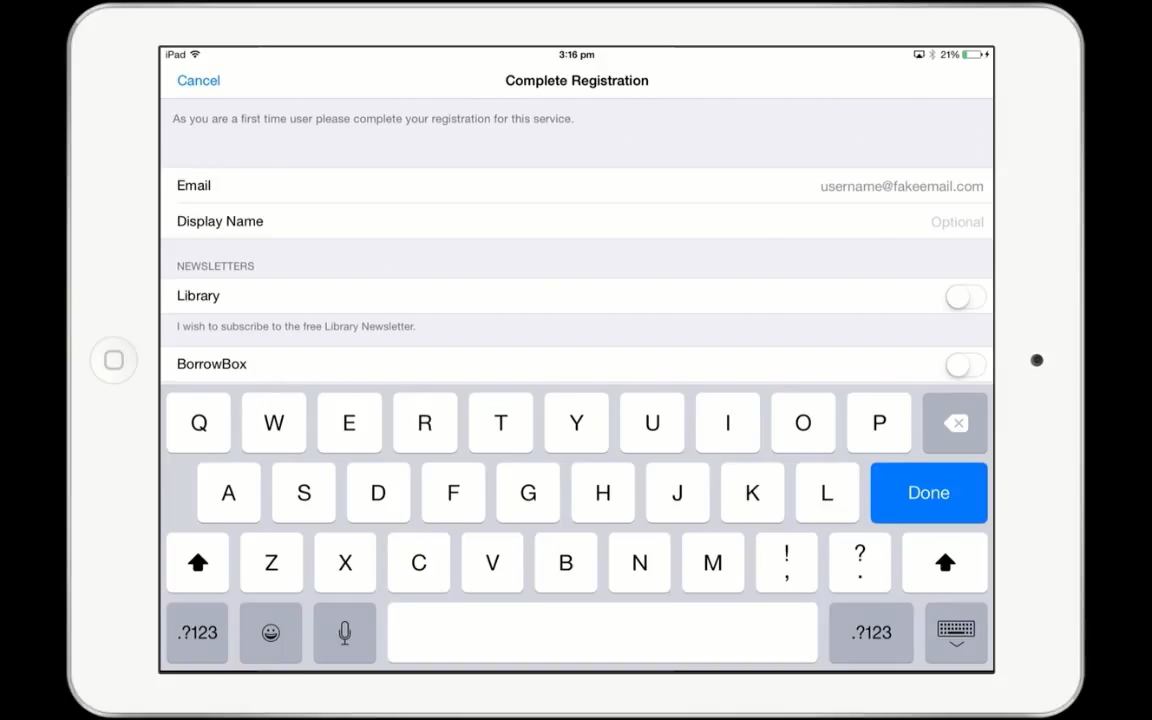 iPad 3:16 pm 21%
Cancel Complete Registration
As you are a first time user please complete your registration for this service.
Email username@fakeemail.com
Display Name Optional
NEWSLETTERS
Library
I wish to subscribe to the free Library Newsletter.
BorrowBox
Q W E R T Y U I O P
A S D F G H J K L Done
Z X C V B N M ! , ? .
.?123 .?123